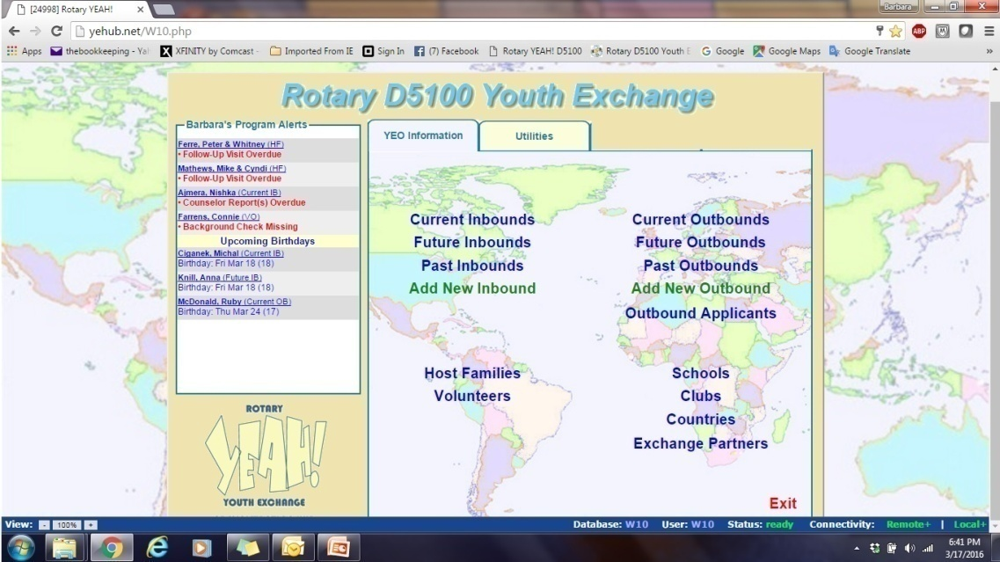 [24998] Rotary YEAH!
Barbara
yehub.net/W10.php
ABP
Apps thebookkeeping - Ya XFINITY by Comcast - Imported From IE Sign In (7) Facebook Rotary YEAH! D5100 Rotary D5100 Youth E Google Google Maps Google Translate »
Rotary D5100 Youth Exchange
Barbara's Program Alerts
Ferre, Peter & Whitney (HF)
• Follow-Up Visit Overdue
Mathews, Mike & Cyndi (HF)
• Follow-Up Visit Overdue
Ajmera, Nishka (Current IB)
• Counselor Report(s) Overdue
Farrens, Connie (VO)
• Background Check Missing
Upcoming Birthdays
Ciganek, Michal (Current IB)
Birthday: Fri Mar 18 (18)
Knill, Anna (Future IB)
Birthday: Fri Mar 18 (18)
McDonald, Ruby (Current OB)
Birthday: Thu Mar 24 (17)
ROTARY
YEAH!
YOUTH EXCHANGE
YEO Information
Utilities
Current Inbounds
Future Inbounds
Past Inbounds
Add New Inbound
Current Outbounds
Future Outbounds
Past Outbounds
Add New Outbound
Outbound Applicants
Host Families
Volunteers
Schools
Clubs
Countries
Exchange Partners
Exit
View: - 100% + Database: W10 User: W10 Status: ready Connectivity: Remote+ | Local+
6:41 PM
3/17/2016